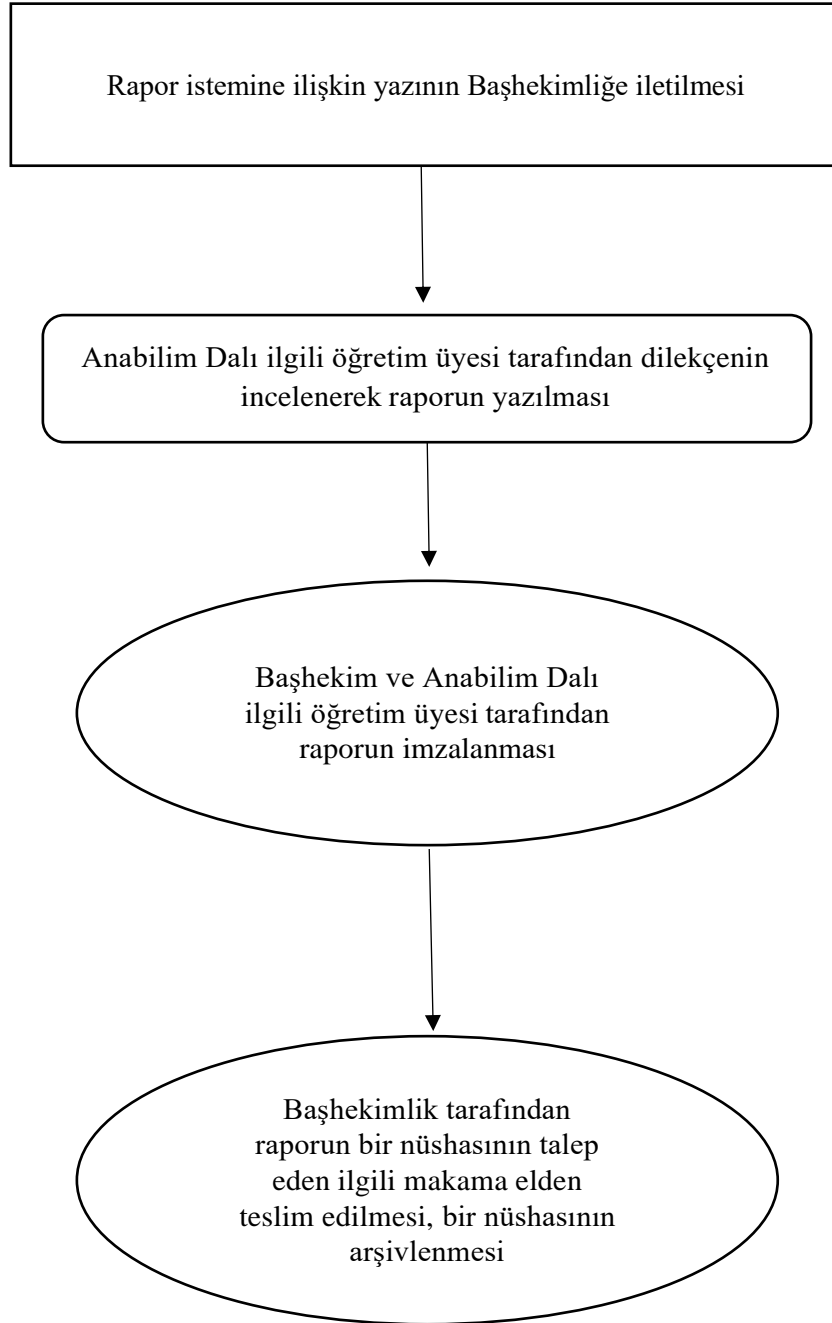 Rapor istemine ilişkin yazının Başhekimliğe iletilmesi
Anabilim Dalı ilgili öğretim üyesi tarafından dilekçenin
incelenerek raporun yazılması
Başhekim ve Anabilim Dalı
ilgili öğretim üyesi tarafından
raporun imzalanması
Başhekimlik tarafından
raporun bir nüshasının talep
eden ilgili makama elden
teslim edilmesi, bir nüshasının
arşivlenmesi